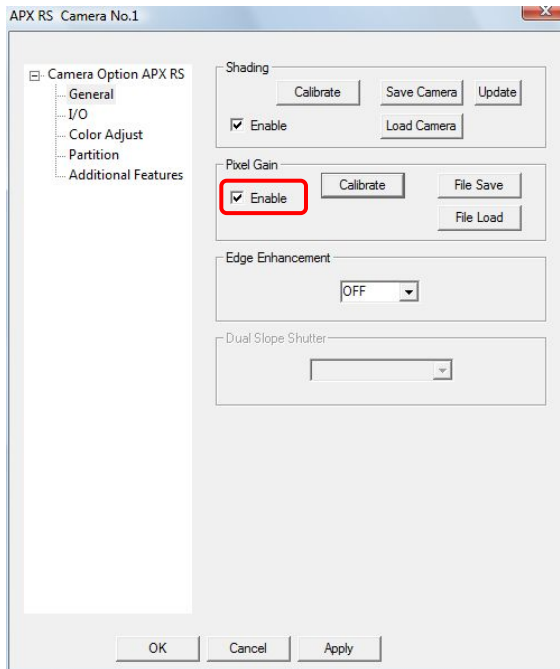 APX RS Camera No.1
Camera Option APX RS
General
I/O
Color Adjust
Partition
Additional Features
Shading
Calibrate
Save Camera
Update
Enable
Load Camera
Pixel Gain
Enable
Calibrate
File Save
File Load
Edge Enhancement
OFF
Dual Slope Shutter
OK
Cancel
Apply